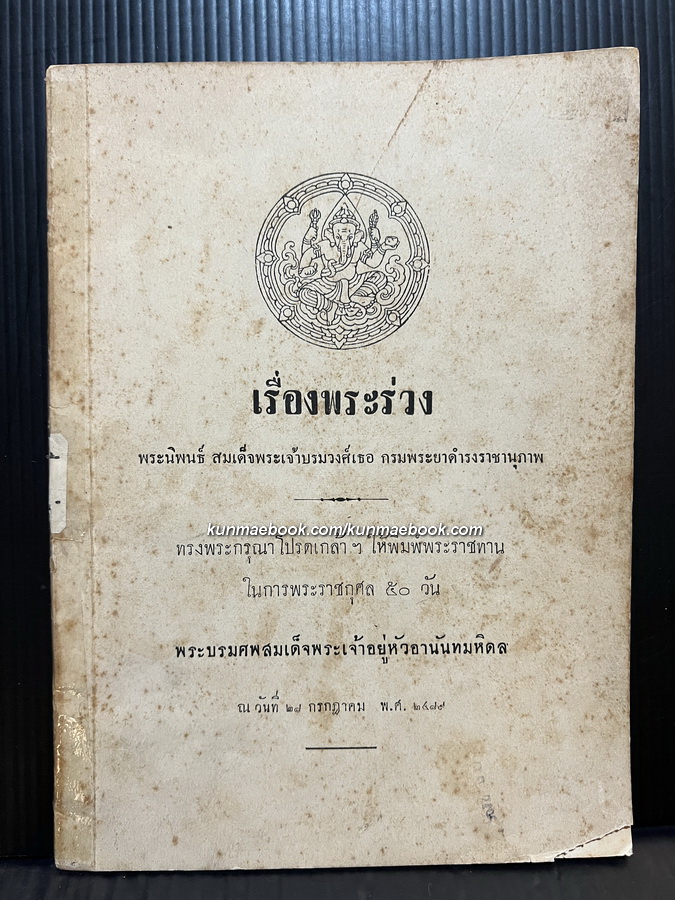 เรื่องพระร่วง
พระนิพนธ์ สมเด็จพระเจ้าบรมวงศ์เธอ กรมพระยาดำรงราชานุภาพ
kunmaebook.com/kunmaebook.com
ทรงพระกรุณาโปรดเกล้า ฯ ให้พิมพ์พระราชทาน
ในการพระราชกุศล ๕๐ วัน
พระบรมศพสมเด็จพระเจ้าอยู่หัวอานันทมหิดล
ณ วันที่ ๒๘ กรกฎาคม พ.ศ. ๒๔๘๙